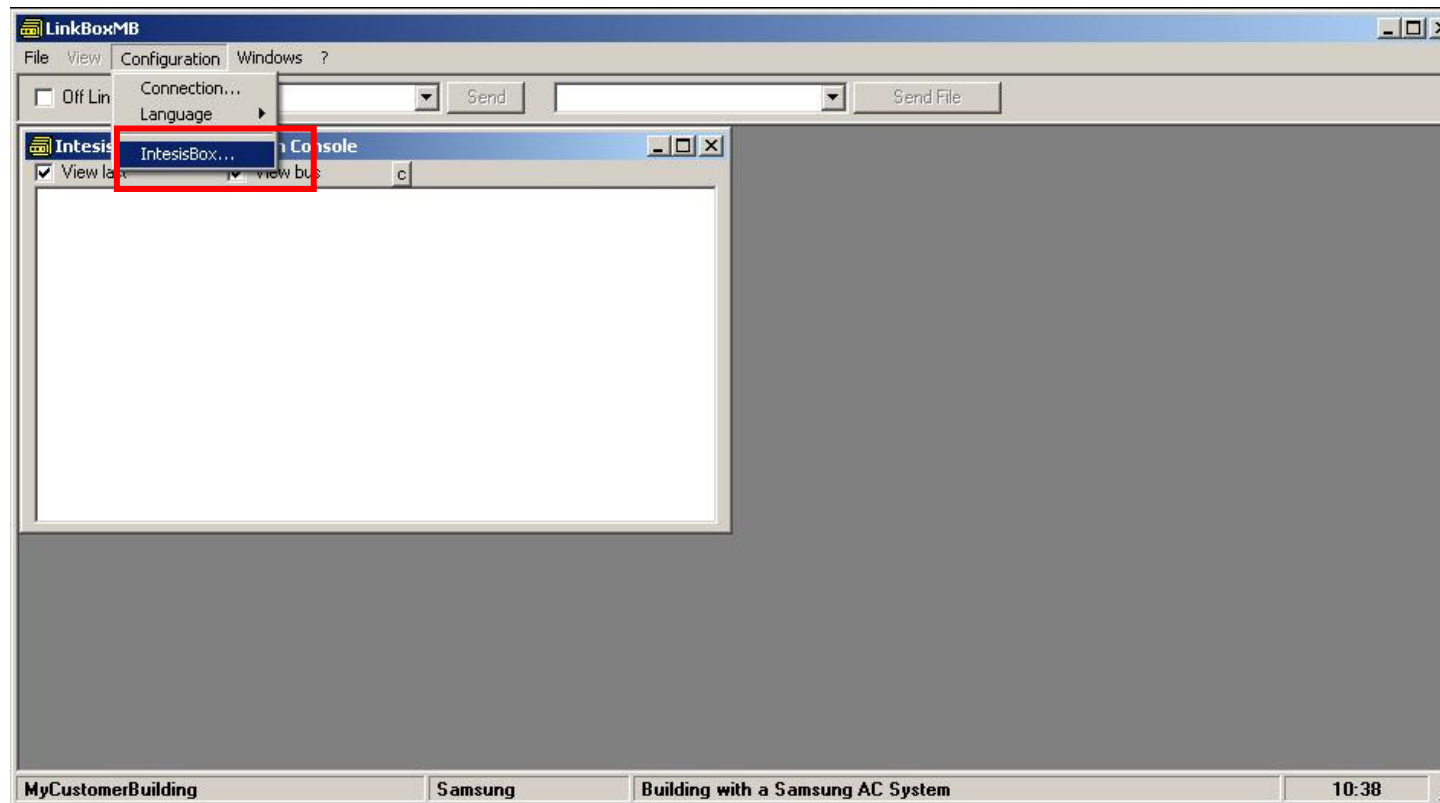 LinkBoxMB
File View Configuration Windows ?
Off Lin Send Send File
Connection...
Language
IntesisBox...
Intesis Console
View la View bus c
MyCustomerBuilding Samsung Building with a Samsung AC System 10:38